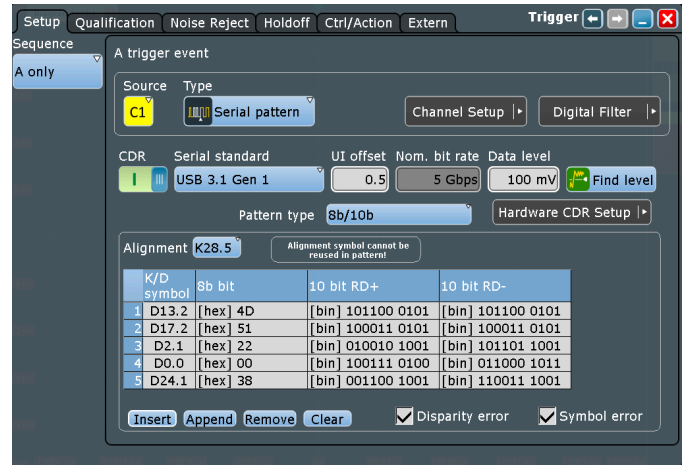 Setup Qualification Noise Reject Holdoff Ctrl/Action Extern Trigger
Sequence
A only
A trigger event
Source Type
C1 Serial pattern Channel Setup Digital Filter
CDR Serial standard UI offset Nom. bit rate Data level
I USB 3.1 Gen 1 0.5 5 Gbps 100 mV Find level
Pattern type 8b/10b Hardware CDR Setup
Alignment K28.5 Alignment symbol cannot be
reused in pattern!
K/D
symbol 8b bit 10 bit RD+ 10 bit RD-
1 D13.2 [hex] 4D [bin] 101100 0101 [bin] 101100 0101
2 D17.2 [hex] 51 [bin] 100011 0101 [bin] 100011 0101
3 D2.1 [hex] 22 [bin] 010010 1001 [bin] 101101 1001
4 D0.0 [hex] 00 [bin] 100111 0100 [bin] 011000 1011
5 D24.1 [hex] 38 [bin] 001100 1001 [bin] 110011 1001
Insert Append Remove Clear Disparity error Symbol error